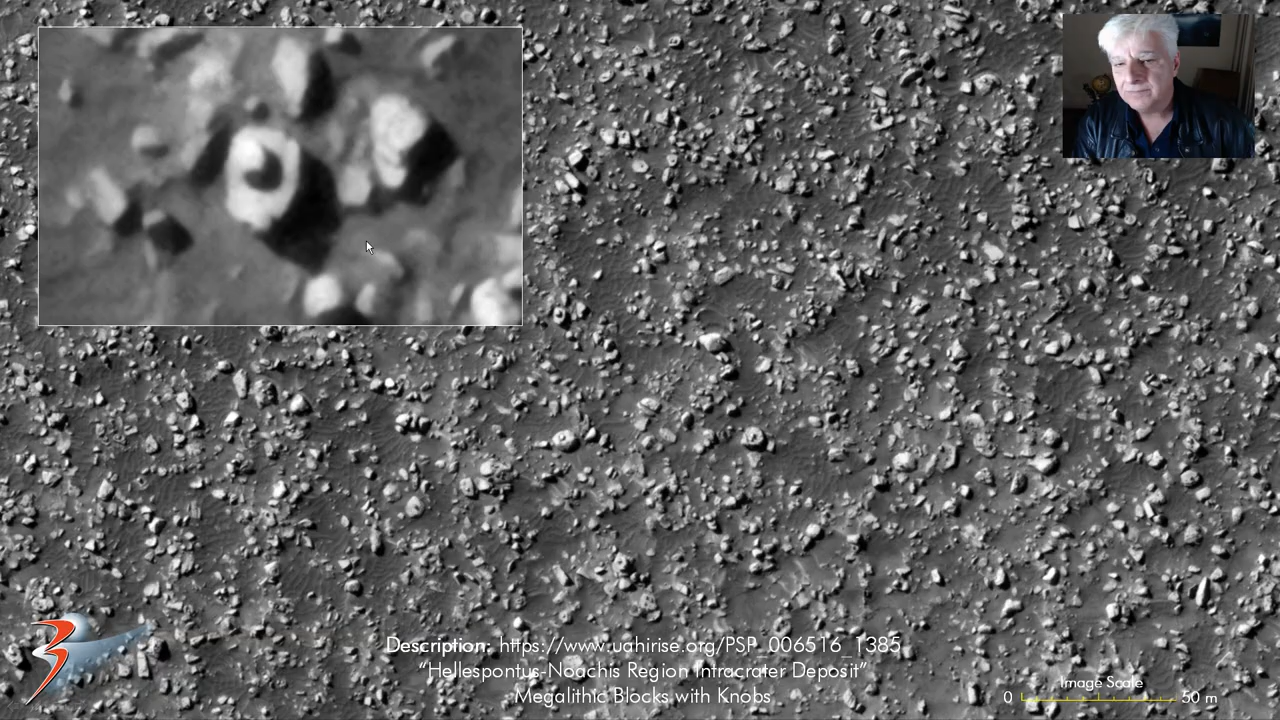 Description: https://www.uahirise.org/PSP_006516_1385
"Hellespontus-Noachis Region Intracrater Deposit"
Megalithic Blocks with Knobs
Image Scale
0 50 m